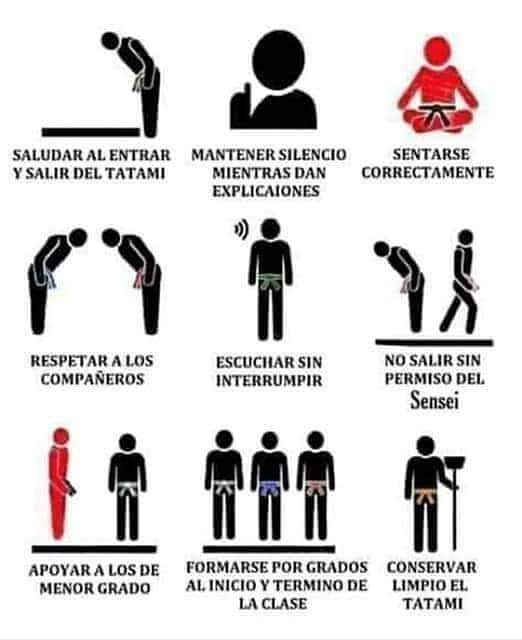 SALUDAR AL ENTRAR
Y SALIR DEL TATAMI
MANTENER SILENCIO
MIENTRAS DAN
EXPLICAIONES
SENTARSE
CORRECTAMENTE
RESPETAR A LOS
COMPAÑEROS
ESCUCHAR SIN
INTERRUMPIR
NO SALIR SIN
PERMISO DEL
Sensei
APOYAR A LOS DE
MENOR GRADO
FORMARSE POR GRADOS
AL INICIO Y TERMINO DE
LA CLASE
CONSERVAR
LIMPIO EL
TATAMI